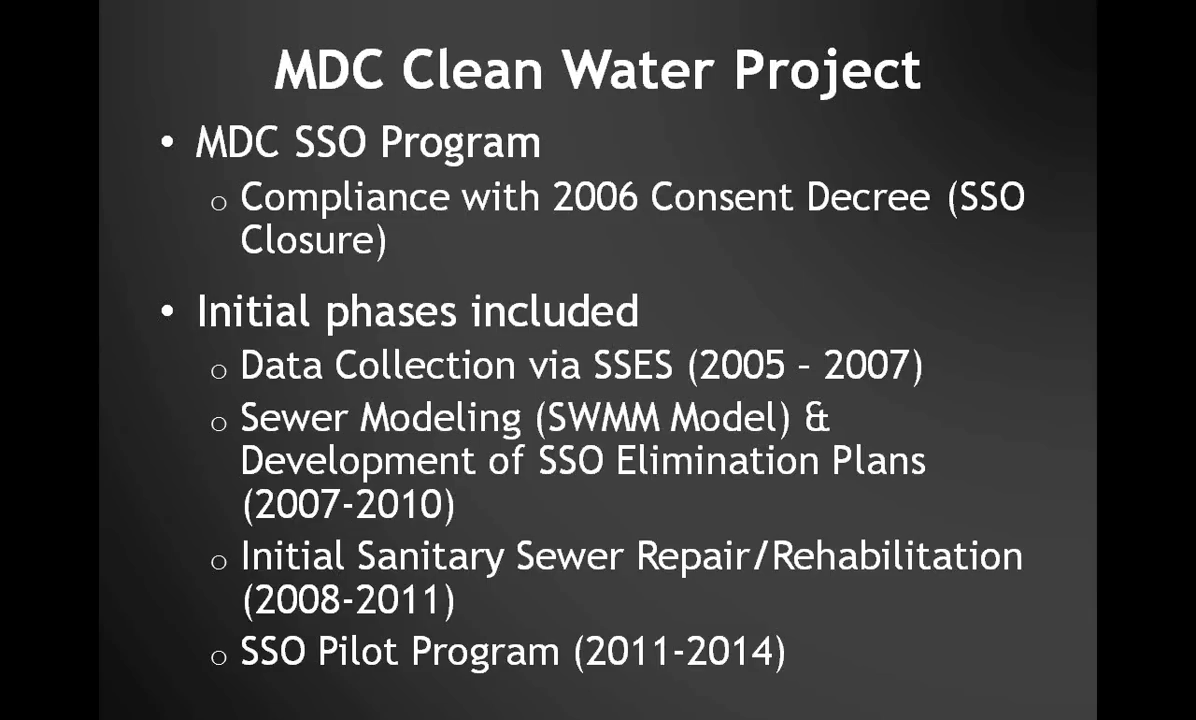 MDC Clean Water Project
• MDC SSO Program
o Compliance with 2006 Consent Decree (SSO
Closure)
• Initial phases included
o Data Collection via SSES (2005 – 2007)
o Sewer Modeling (SWMM Model) &
Development of SSO Elimination Plans
(2007-2010)
o Initial Sanitary Sewer Repair/Rehabilitation
(2008-2011)
o SSO Pilot Program (2011-2014)